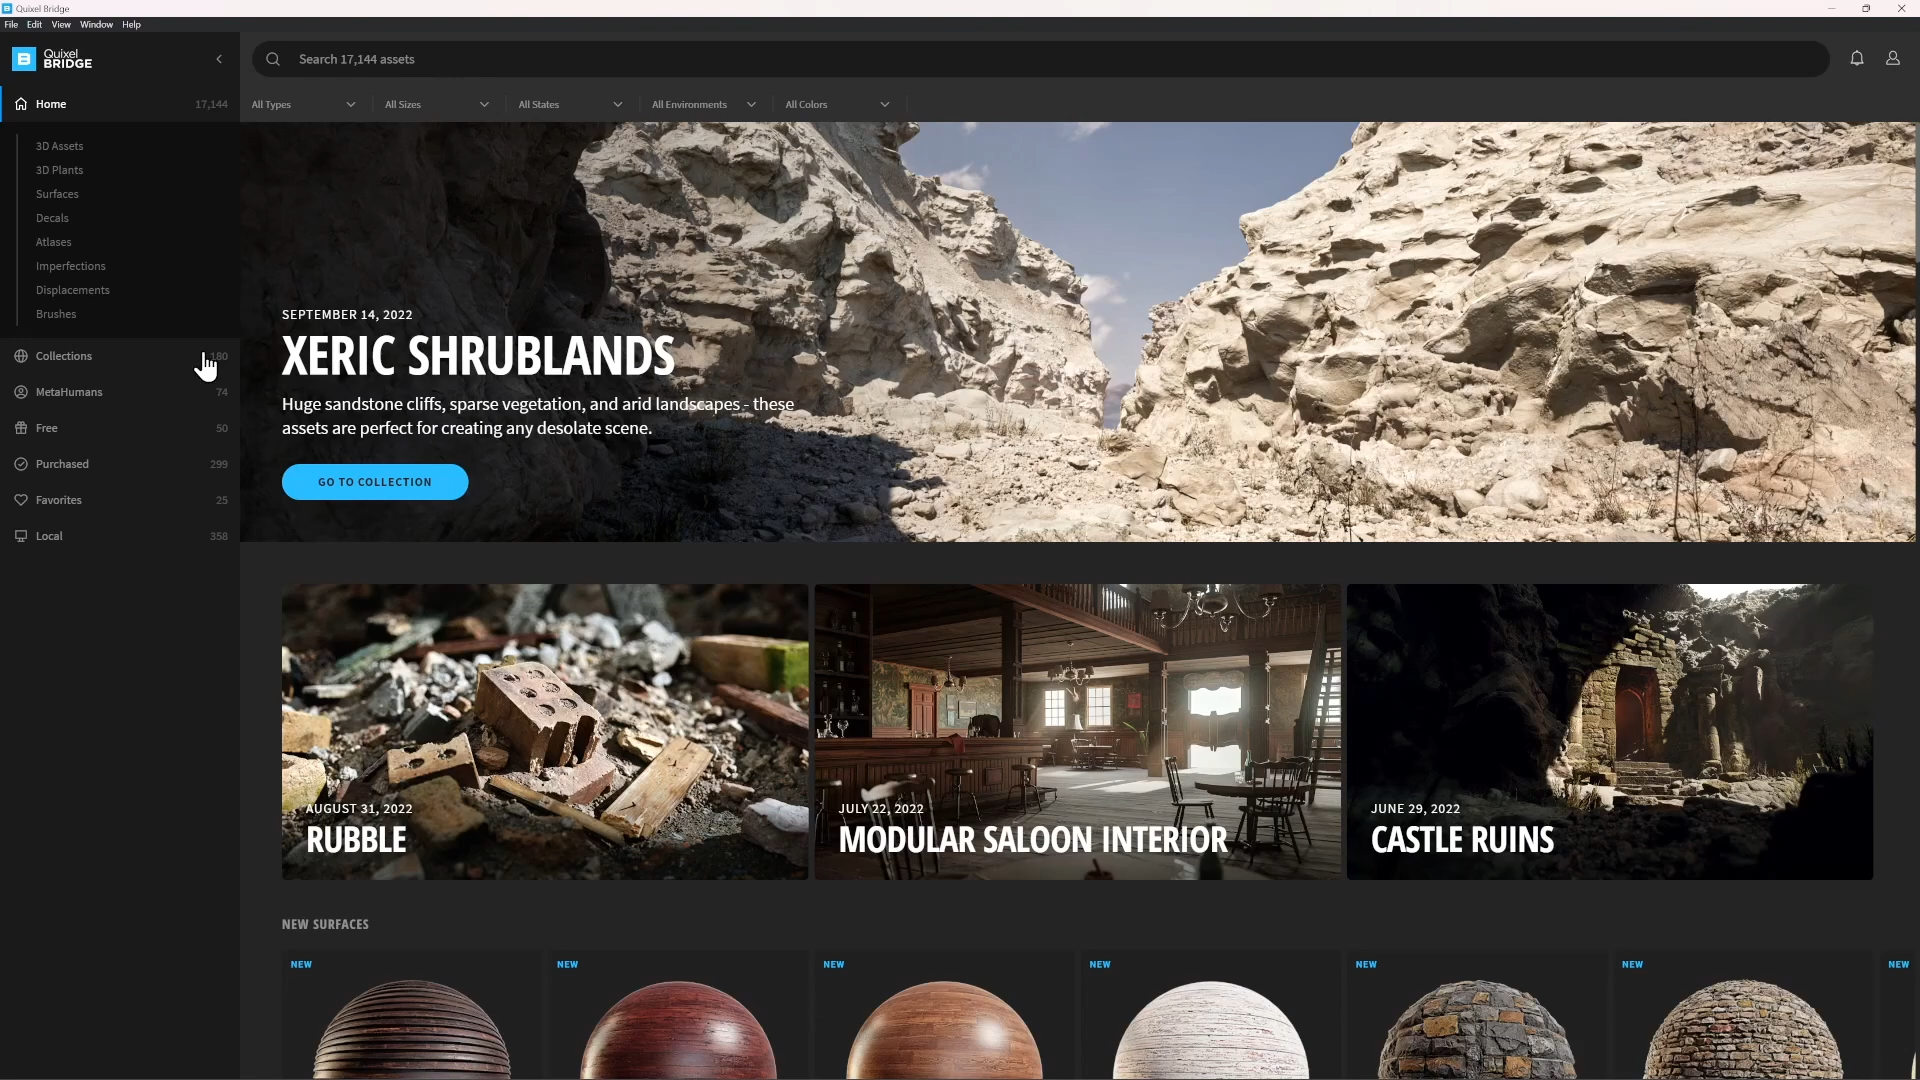 Quixel Bridge
File Edit View Window Help
Quixel
BRIDGE
Search 17,144 assets
Home 17,144
All Types All Sizes All States All Environments All Colors
3D Assets
3D Plants
Surfaces
Decals
Atlases
Imperfections
Displacements
Brushes
Collections 180
MetaHumans 74
Free 50
Purchased 299
Favorites 25
Local 358
SEPTEMBER 14, 2022
XERIC SHRUBLANDS
Huge sandstone cliffs, sparse vegetation, and arid landscapes - these
assets are perfect for creating any desolate scene.
GO TO COLLECTION
AUGUST 31, 2022
RUBBLE
JULY 22, 2022
MODULAR SALOON INTERIOR
JUNE 29, 2022
CASTLE RUINS
NEW SURFACES
NEW NEW NEW NEW NEW NEW NEW